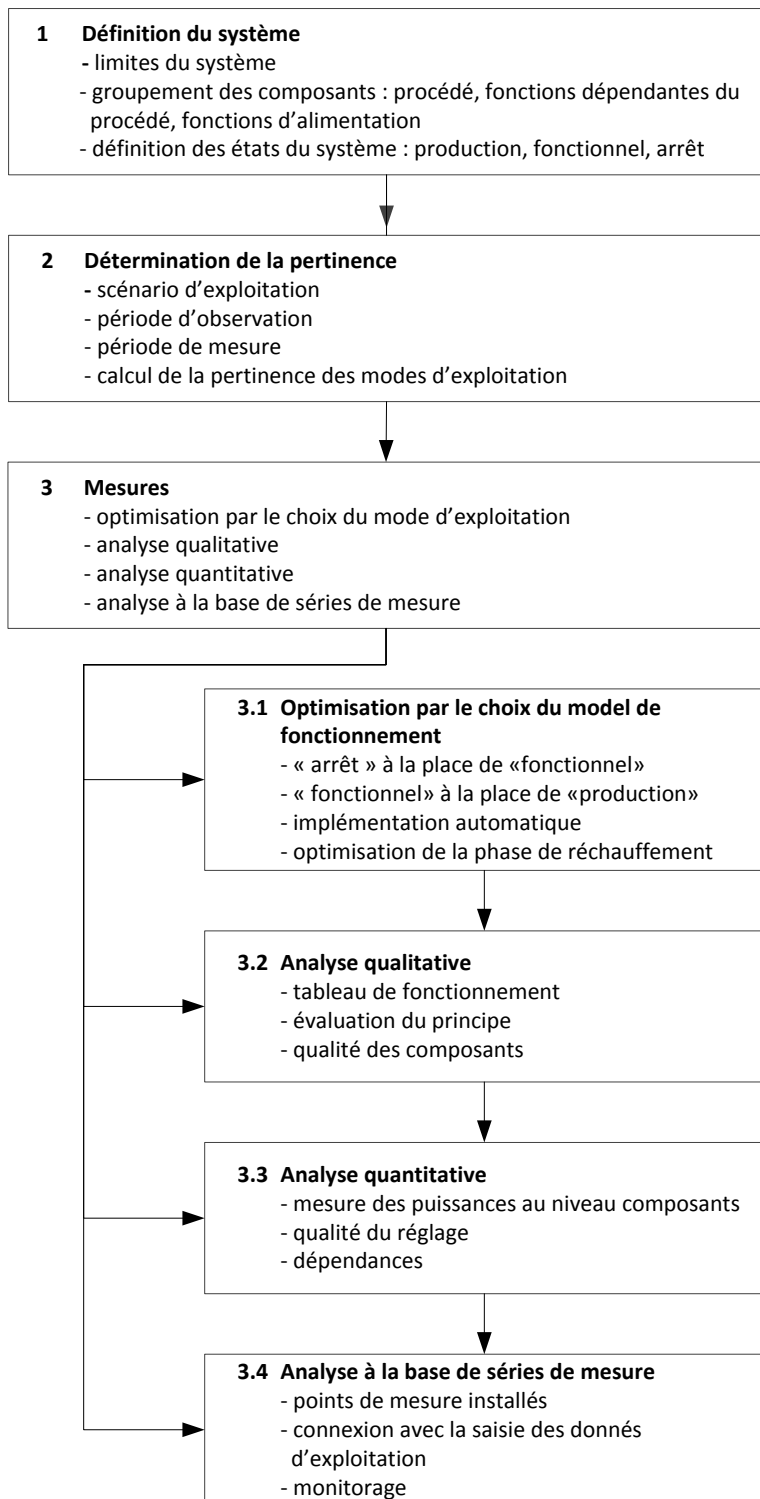 1 Définition du système
- limites du système
- groupement des composants : procédé, fonctions dépendantes du
procédé, fonctions d’alimentation
- définition des états du système : production, fonctionnel, arrêt
2 Détermination de la pertinence
- scénario d’exploitation
- période d’observation
- période de mesure
- calcul de la pertinence des modes d’exploitation
3 Mesures
- optimisation par le choix du mode d’exploitation
- analyse qualitative
- analyse quantitative
- analyse à la base de séries de mesure
3.1 Optimisation par le choix du model de
fonctionnement
- « arrêt » à la place de «fonctionnel»
- « fonctionnel» à la place de «production»
- implémentation automatique
- optimisation de la phase de réchauffement
3.2 Analyse qualitative
- tableau de fonctionnement
- évaluation du principe
- qualité des composants
3.3 Analyse quantitative
- mesure des puissances au niveau composants
- qualité du réglage
- dépendances
3.4 Analyse à la base de séries de mesure
- points de mesure installés
- connexion avec la saisie des donnés
d’exploitation
- monitorage